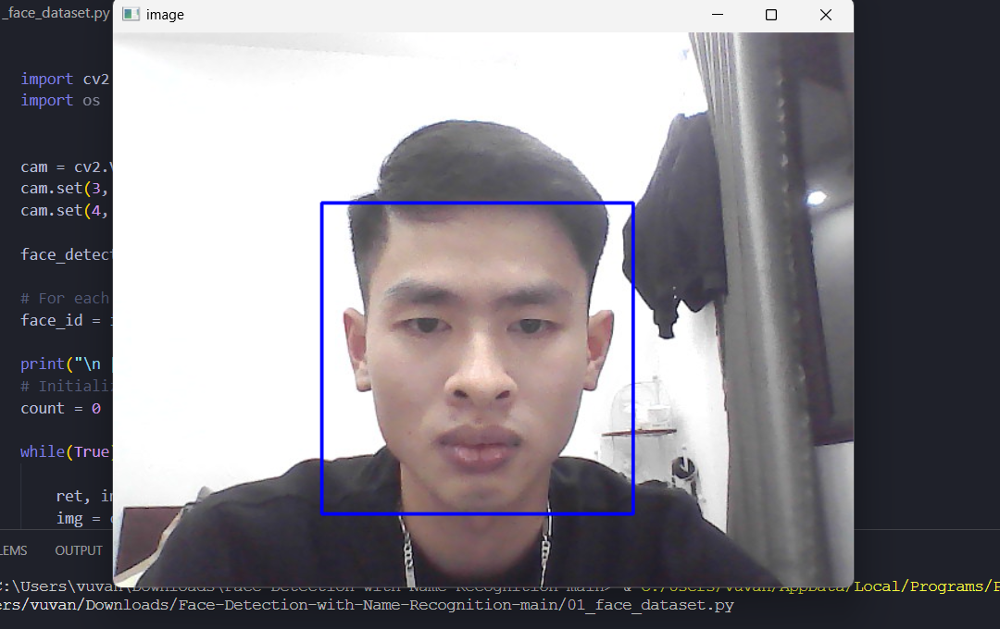 _face_dataset.py
image
import cv2
import os
cam = cv2.
cam.set(3,
cam.set(4,
face_detect
# For each
face_id =
print("\n
# Initiali
count = 0
while(True
ret, i
img =
LEMS OUTPUT
C:\Users\vuvan\Downloads\Face-Detection-with-Name-Recognition-main> & C:/Users/vuvan/AppData/Local/Programs/P
ers/vuvan/Downloads/Face-Detection-with-Name-Recognition-main/01_face_dataset.py